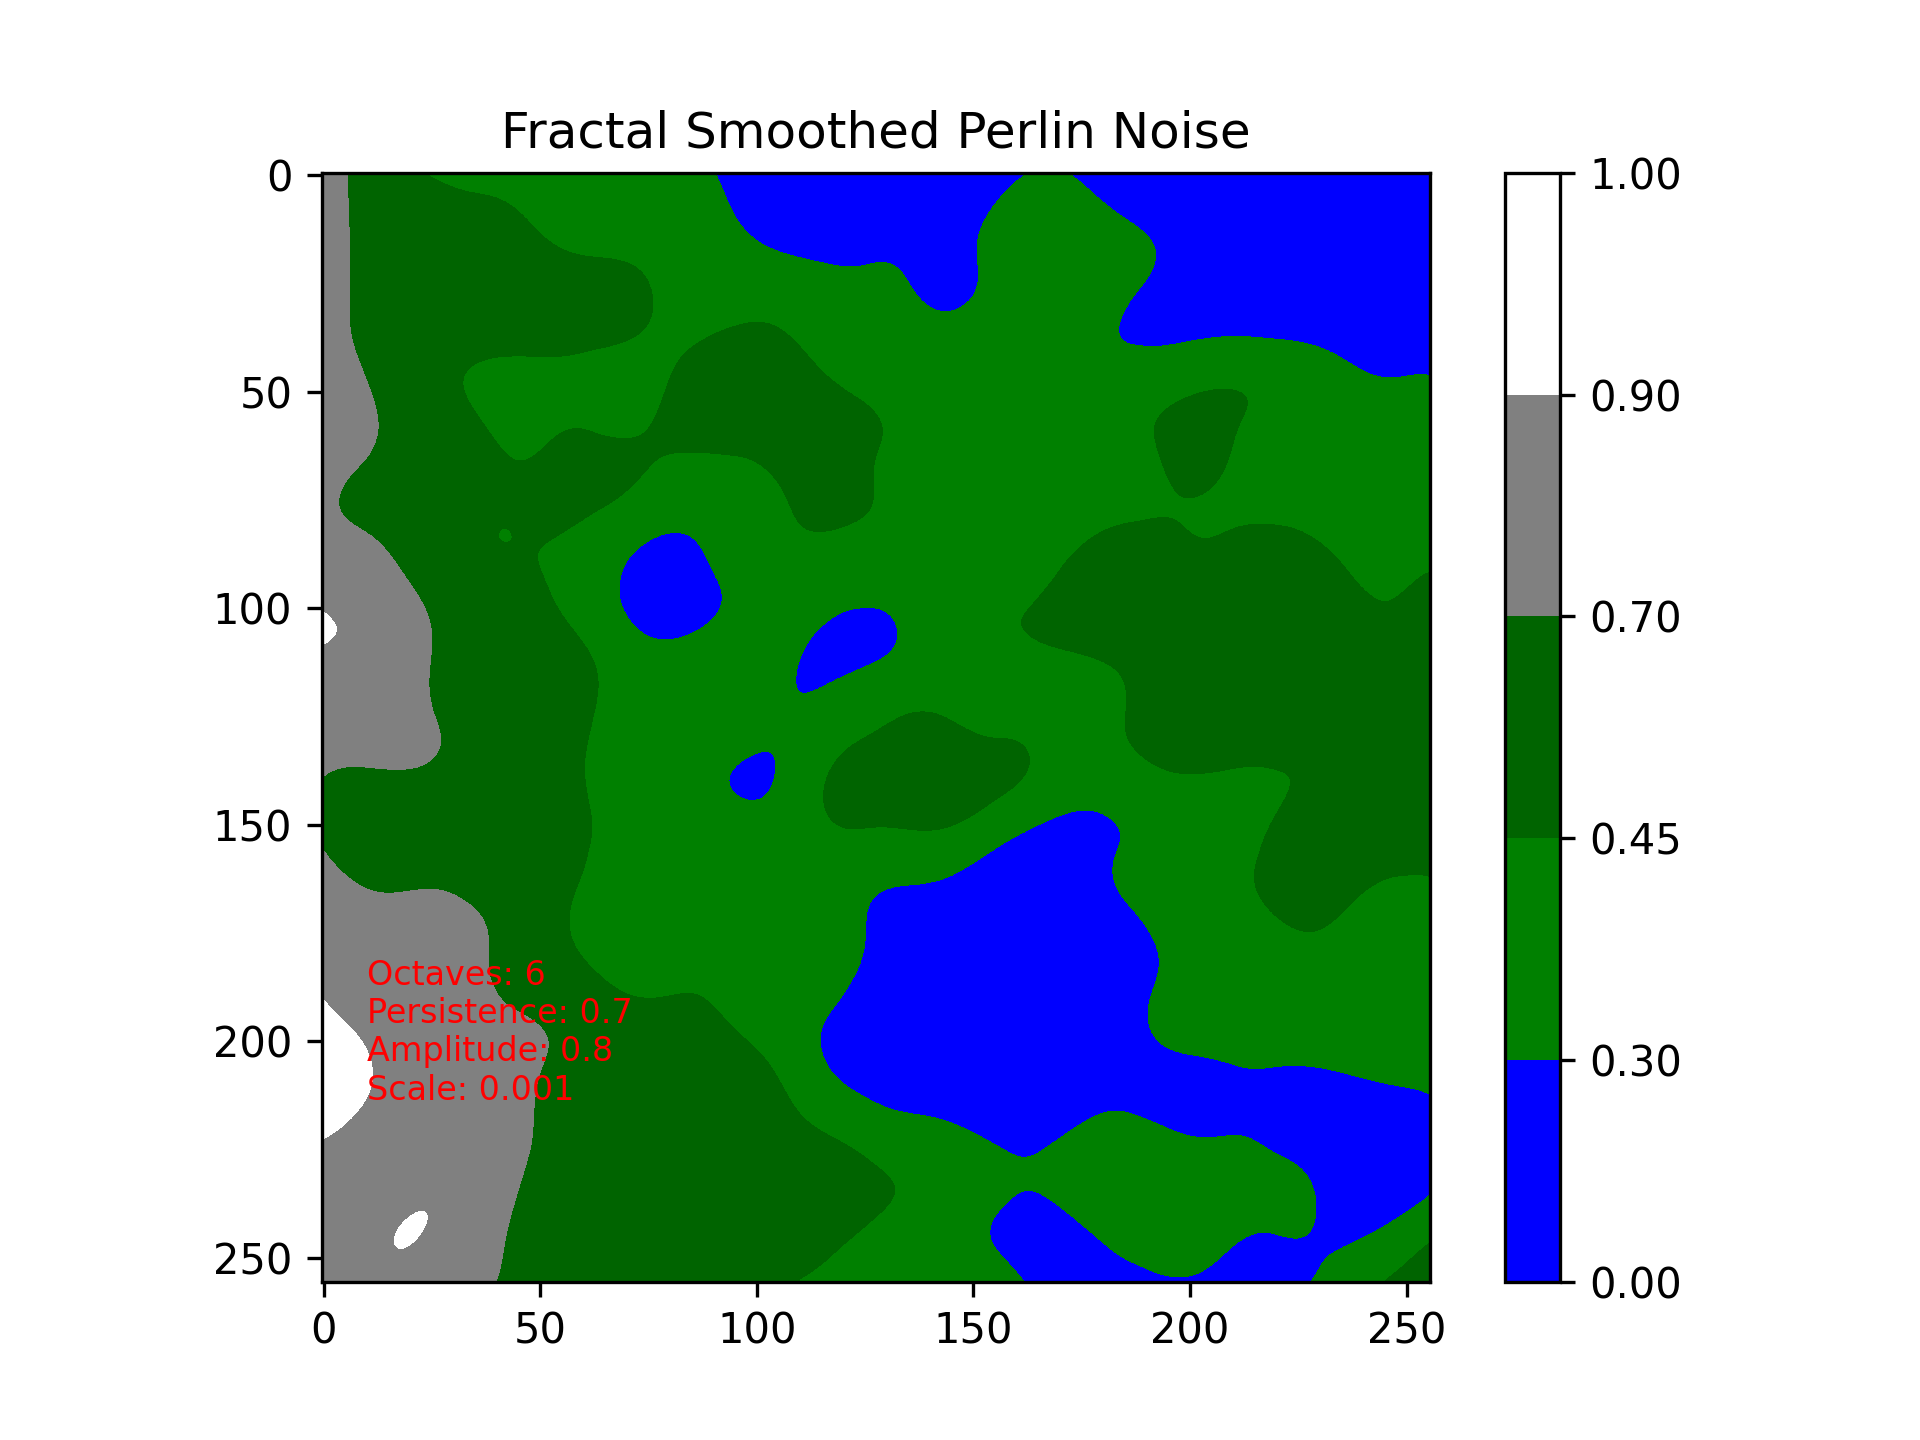 Fractal Smoothed Perlin Noise
0
50
100
150
200
250
0 50 100 150 200 250
Octaves: 6
Persistence: 0.7
Amplitude: 0.8
Scale: 0.001
1.00
0.90
0.70
0.45
0.30
0.00